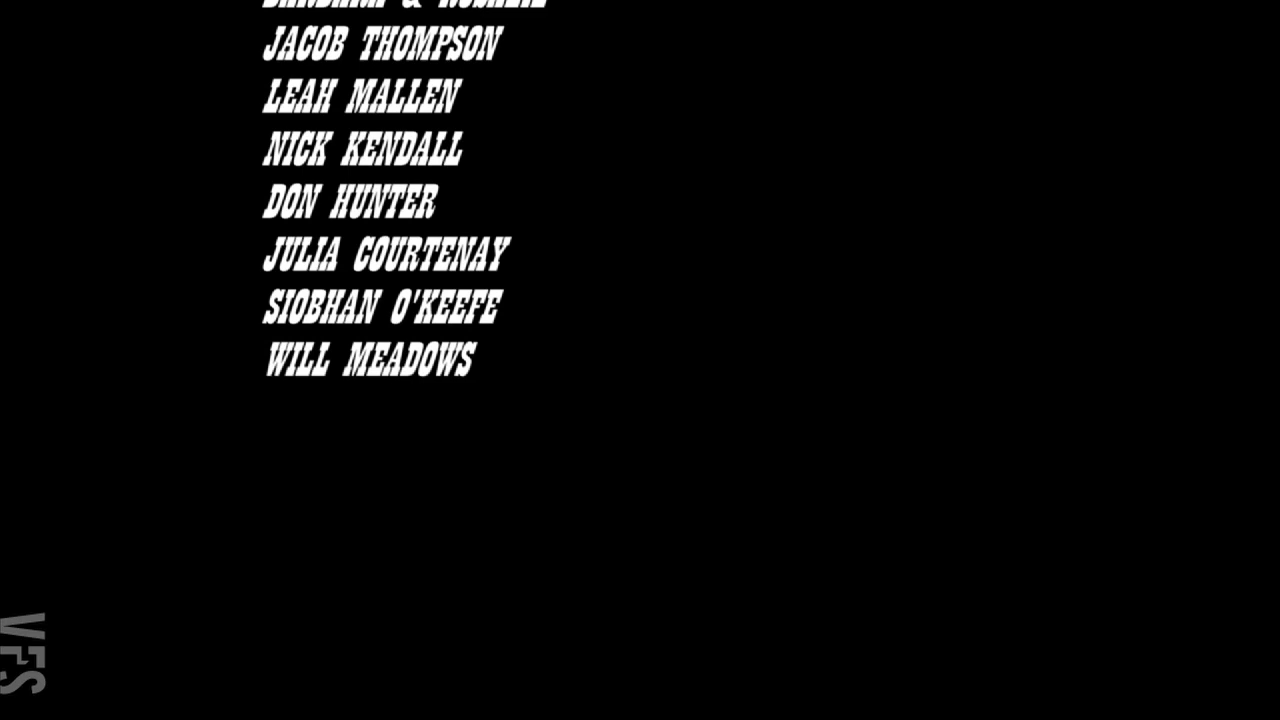 &
JACOB THOMPSON
LEAH MALLEN
NICK KENDALL
DON HUNTER
JULIA COURTENAY
SIOBHAN O'KEEFE
WILL MEADOWS
VFS